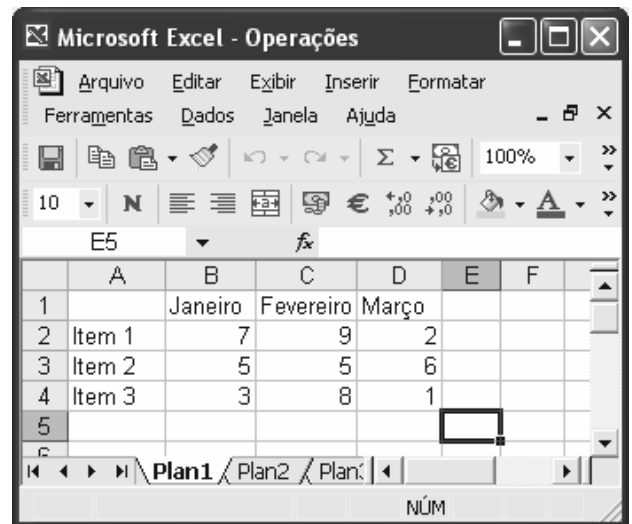 Microsoft Excel - Operações
Arquivo Editar Exibir Inserir Formatar
Ferramentas Dados Janela Ajuda
100%
10 N
E5 fx
A B C D E F
1 Janeiro Fevereiro Março
2 Item 1 7 9 2
3 Item 2 5 5 6
4 Item 3 3 8 1
5
Plan1 Plan2
NÚM